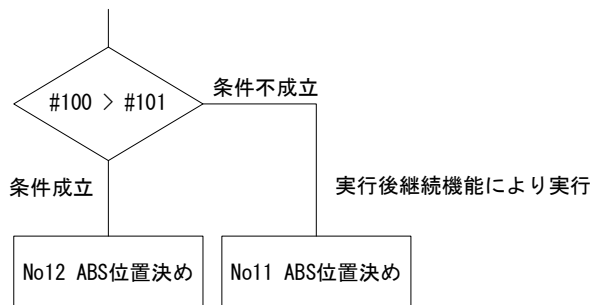 #100 > #101
条件不成立
条件成立
実行後継続機能により実行
No12 ABS位置決め
No11 ABS位置決め